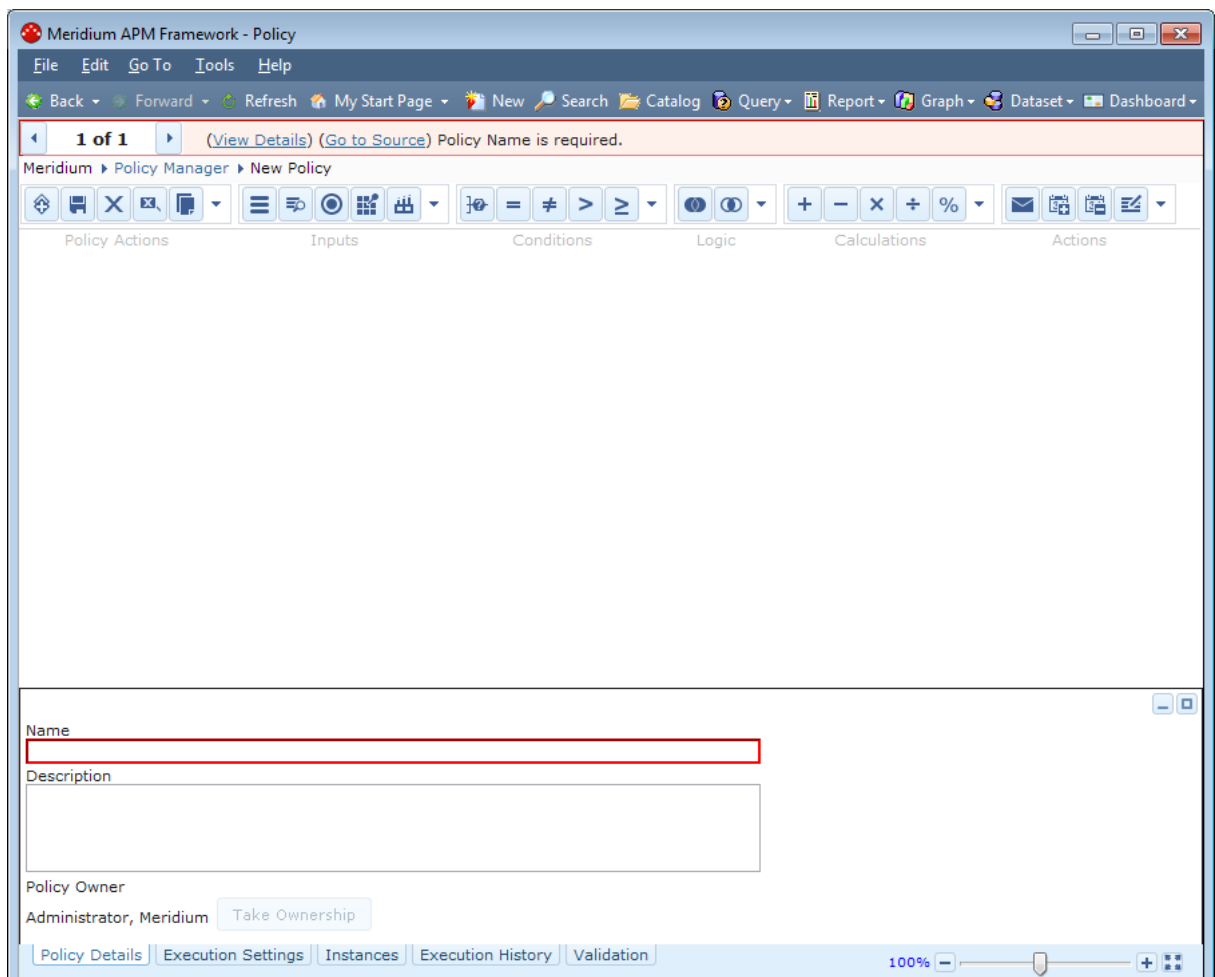 Meridium APM Framework - Policy
File Edit Go To Tools Help
Back Forward Refresh My Start Page New Search Catalog Query Report Graph Dataset Dashboard
1 of 1 (View Details) (Go to Source) Policy Name is required.
Meridium Policy Manager New Policy
Policy Actions Inputs Conditions Logic Calculations Actions
Name
Description
Policy Owner
Administrator, Meridium Take Ownership
Policy Details Execution Settings Instances Execution History Validation 100%